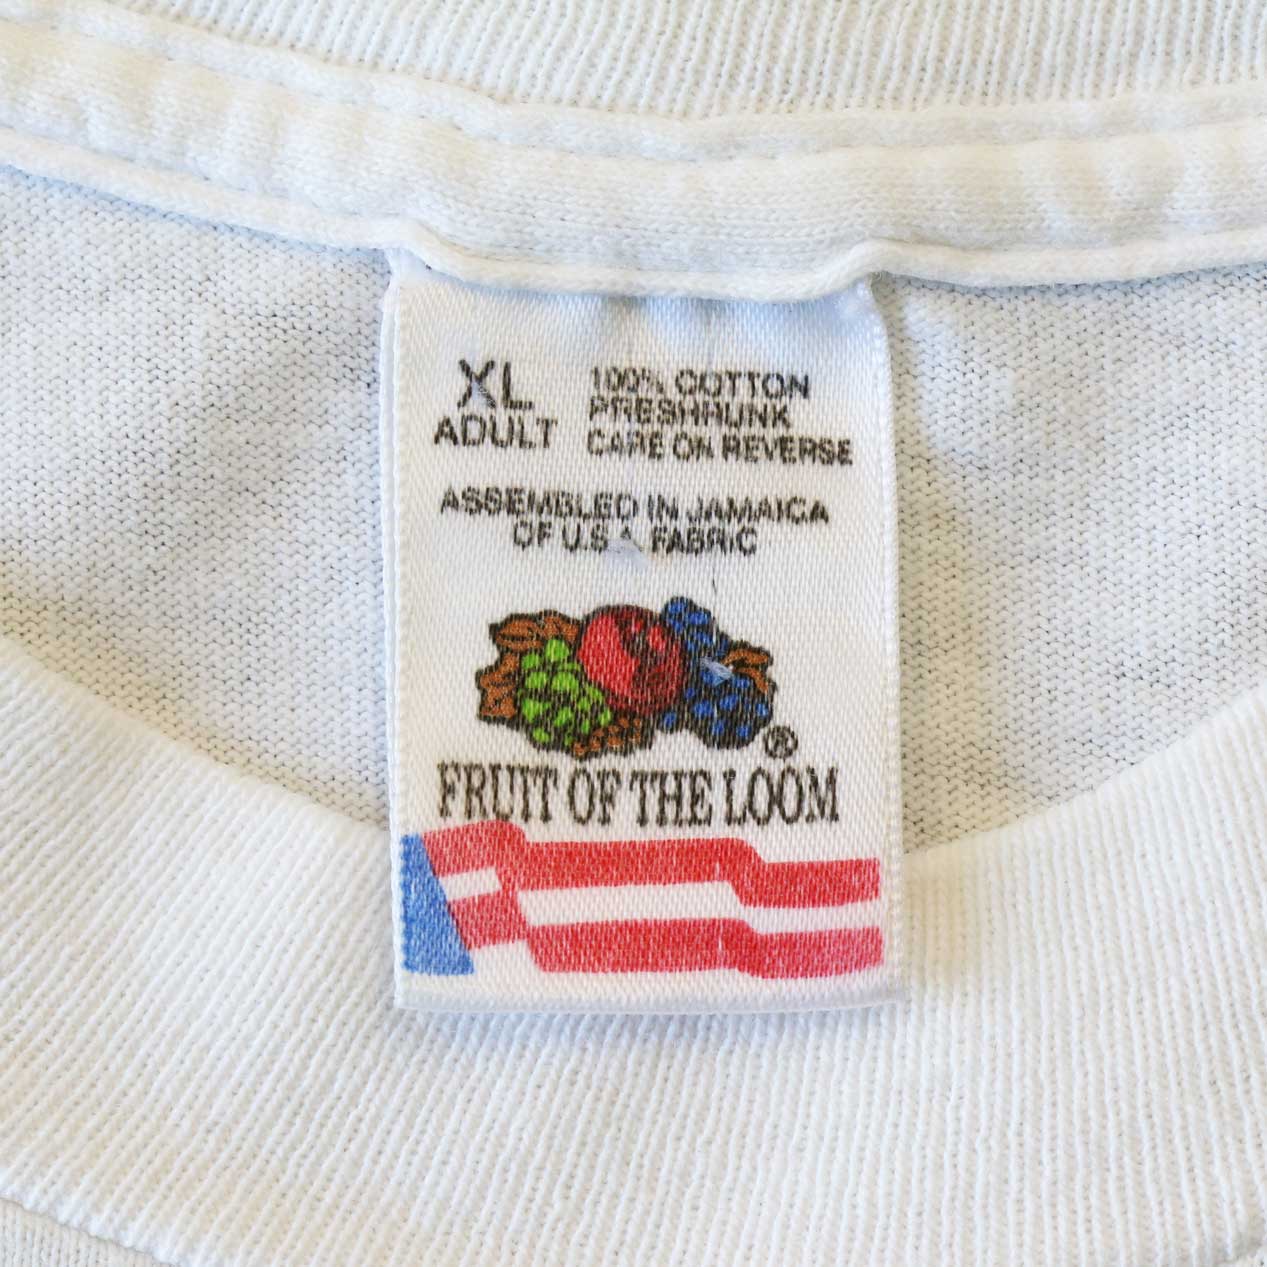 XL
ADULT
100% COTTON
PRESHRUNK
CARE ON REVERSE
ASSEMBLED IN JAMAICA
OF U.S.A. FABRIC
®
FRUIT OF THE LOOM